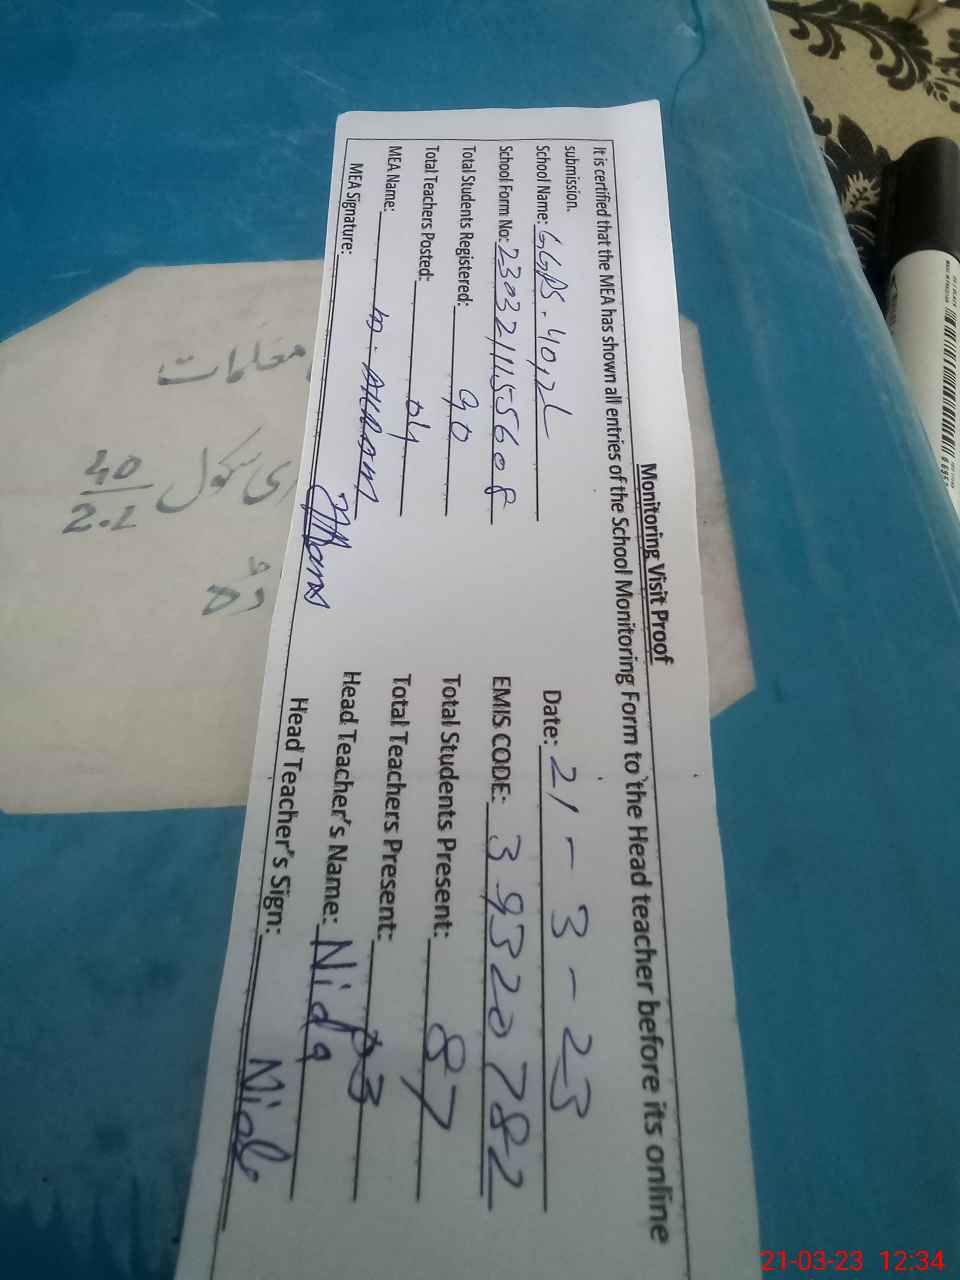 Monitoring Visit Proof
It is certified that the MEA has shown all entries of the School Monitoring Form to the Head teacher before its online
submission.
School Name: GGPS. 40/2L Date: 21-3-23
School Form No: 2303211155608 EMIS CODE: 39320782
Total Students Registered: 90 Total Students Present: 87
Total Teachers Posted: 04 Total Teachers Present: 03
MEA Name: M. Akram Head Teacher's Name: Nida
MEA Signature: Head Teacher's Sign: Nida
معلمات
سکول
40
2.L
21-03-23 12:34